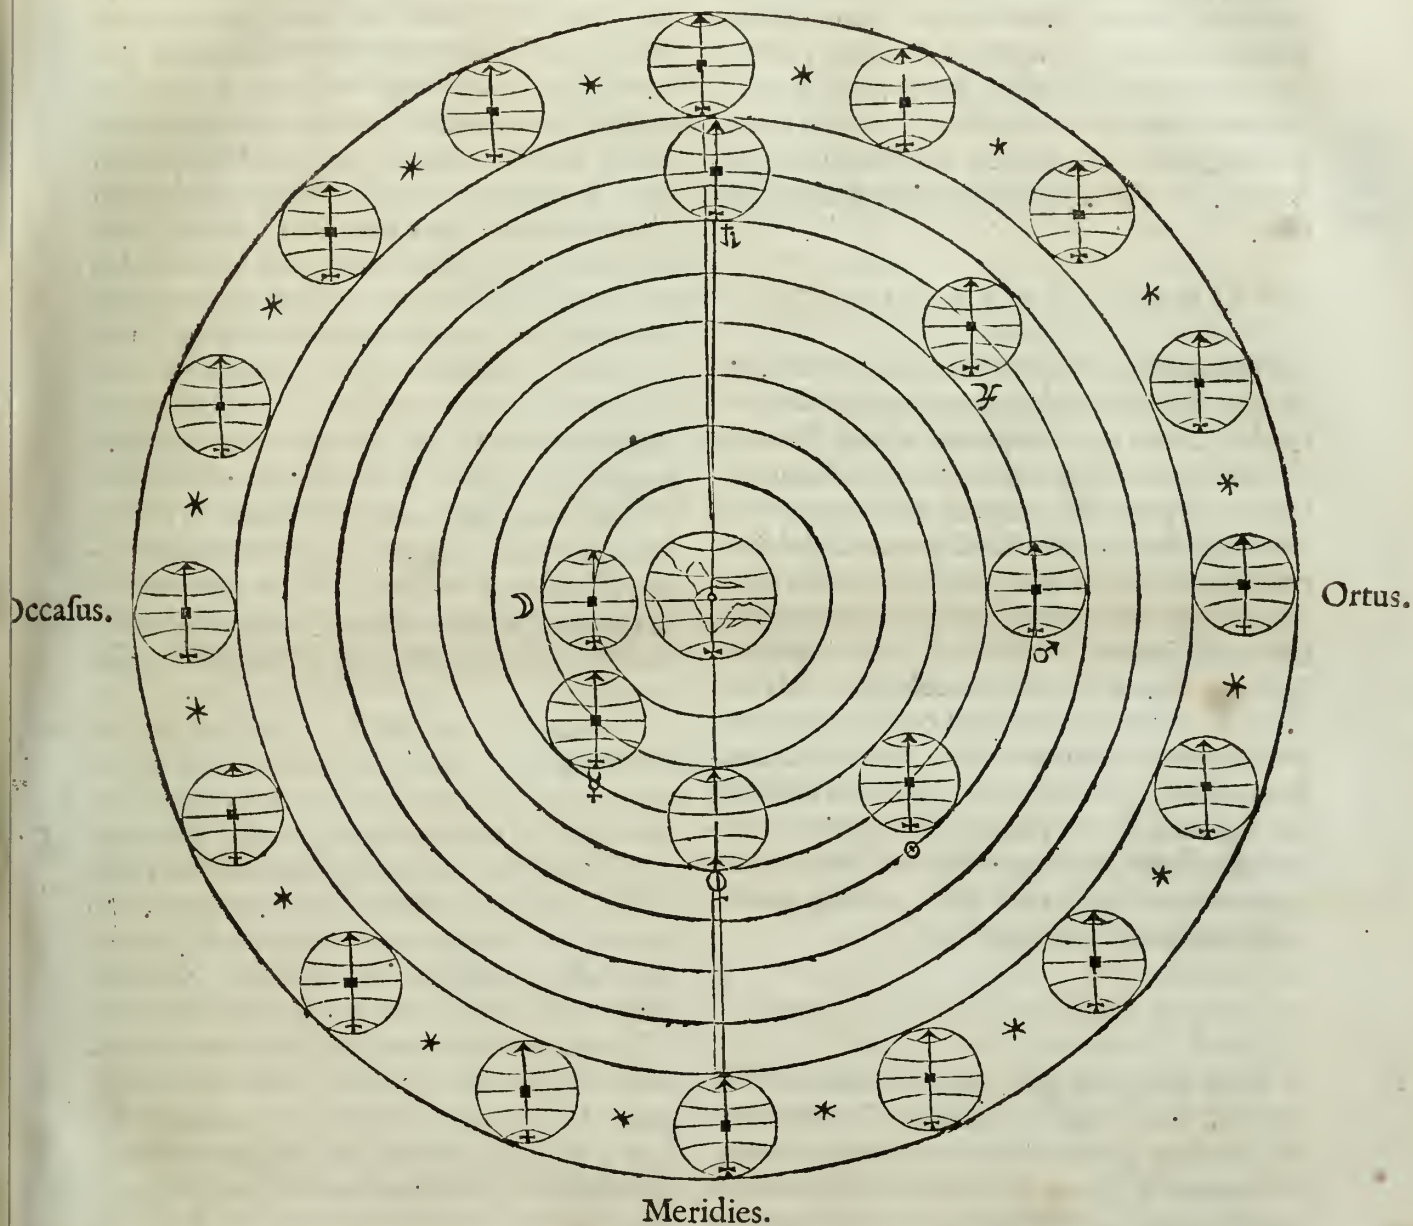 ♄
♃
Occaſus.
Ortus.
☽
♂
☿
☉
♀
Meridies.